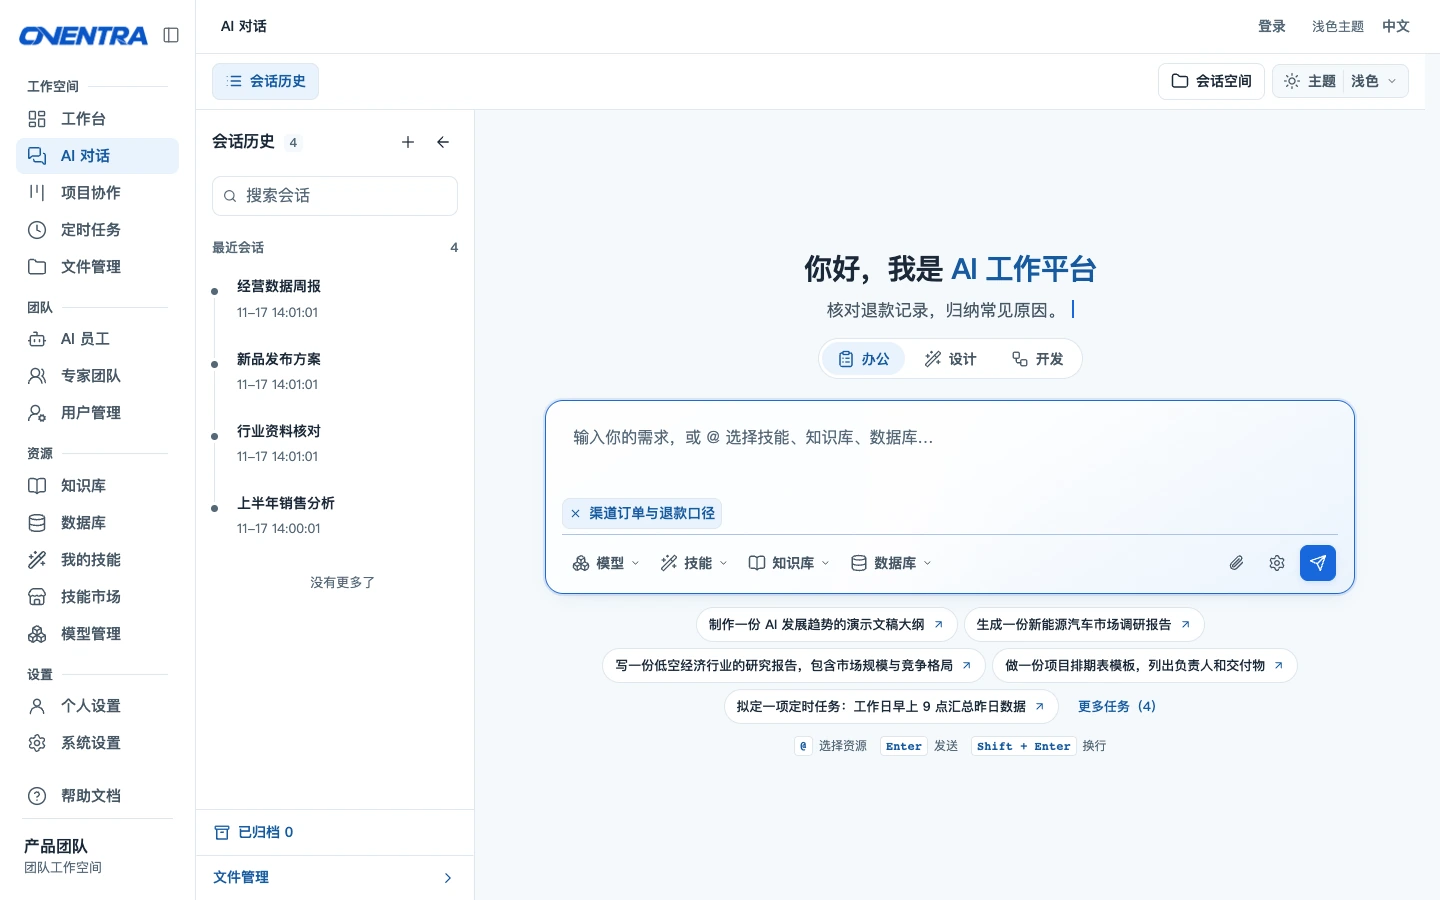 ONENTRA
工作空间
工作台
AI 对话
项目协作
定时任务
文件管理
团队
AI 员工
专家团队
用户管理
资源
知识库
数据库
我的技能
技能市场
模型管理
设置
个人设置
系统设置
帮助文档
产品团队
团队工作空间
AI 对话
登录 浅色主题 中文
会话历史
会话空间 主题 浅色
会话历史 4
搜索会话
最近会话 4
经营数据周报
11-17 14:01:01
新品发布方案
11-17 14:01:01
行业资料核对
11-17 14:01:01
上半年销售分析
11-17 14:00:01
没有更多了
已归档 0
文件管理
你好，我是 AI 工作平台
核对退款记录，归纳常见原因。
办公 设计 开发
输入你的需求，或 @ 选择技能、知识库、数据库...
× 渠道订单与退款口径
模型 技能 知识库 数据库
制作一份 AI 发展趋势的演示文稿大纲
生成一份新能源汽车市场调研报告
写一份低空经济行业的研究报告，包含市场规模与竞争格局
做一份项目排期表模板，列出负责人和交付物
拟定一项定时任务：工作日早上 9 点汇总昨日数据
更多任务（4）
@ 选择资源 Enter 发送 Shift + Enter 换行